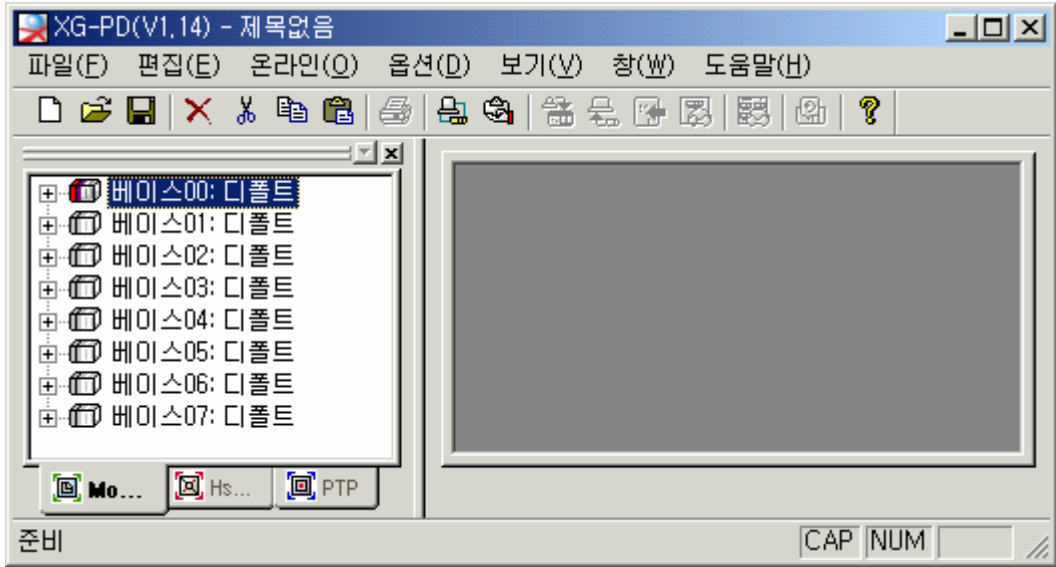 XG-PD(V1,14) - 제목없음
파일(F) 편집(E) 온라인(O) 옵션(D) 보기(V) 창(W) 도움말(H)
베이스00: 디폴트
베이스01: 디폴트
베이스02: 디폴트
베이스03: 디폴트
베이스04: 디폴트
베이스05: 디폴트
베이스06: 디폴트
베이스07: 디폴트
Mo... Hs... PTP
준비 CAP NUM